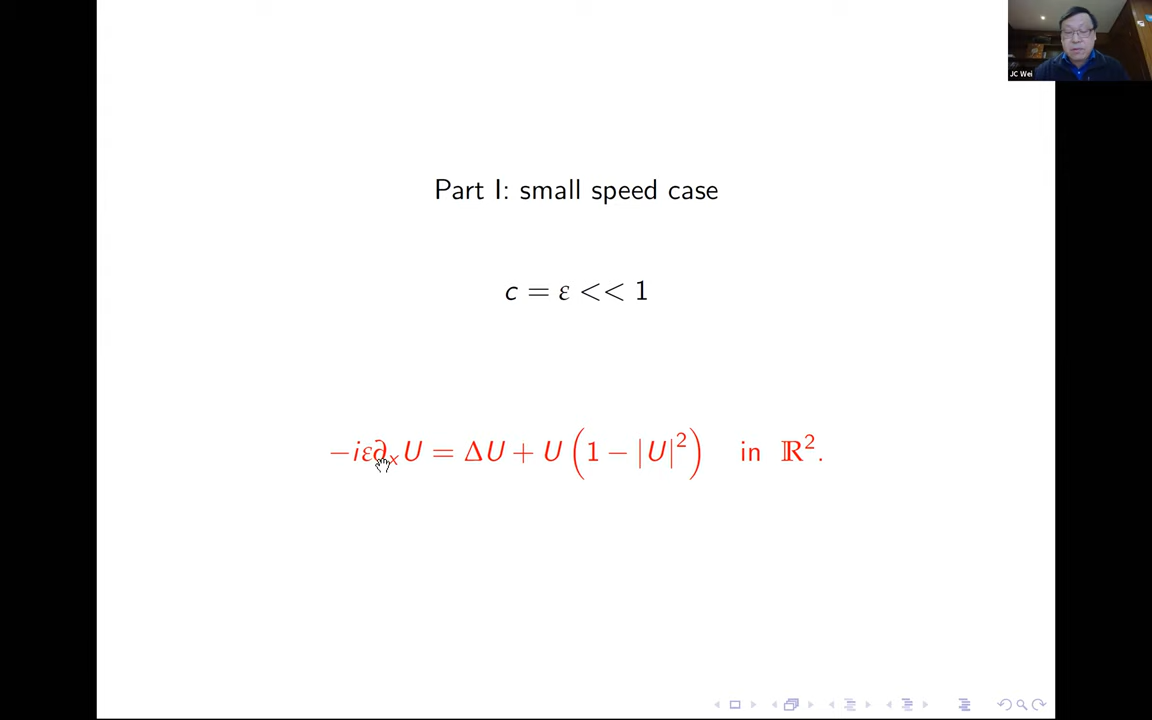 JC Wei
Part I: small speed case
c = ε << 1
−iε∂ₓU = ΔU + U(1 − |U|²) in ℝ².